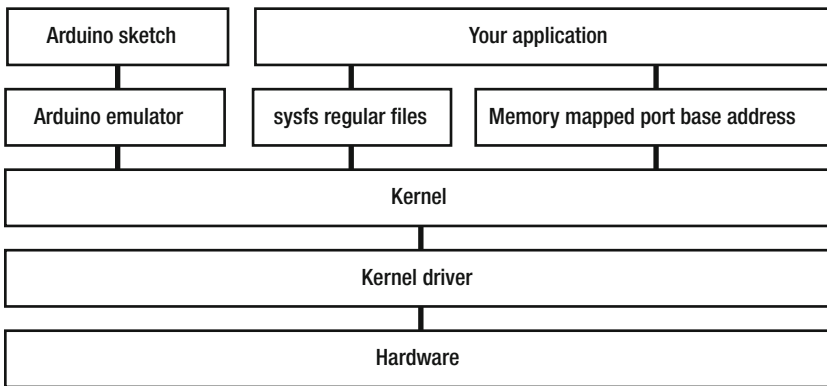 Arduino sketch
Your application
Arduino emulator
sysfs regular files
Memory mapped port base address
Kernel
Kernel driver
Hardware